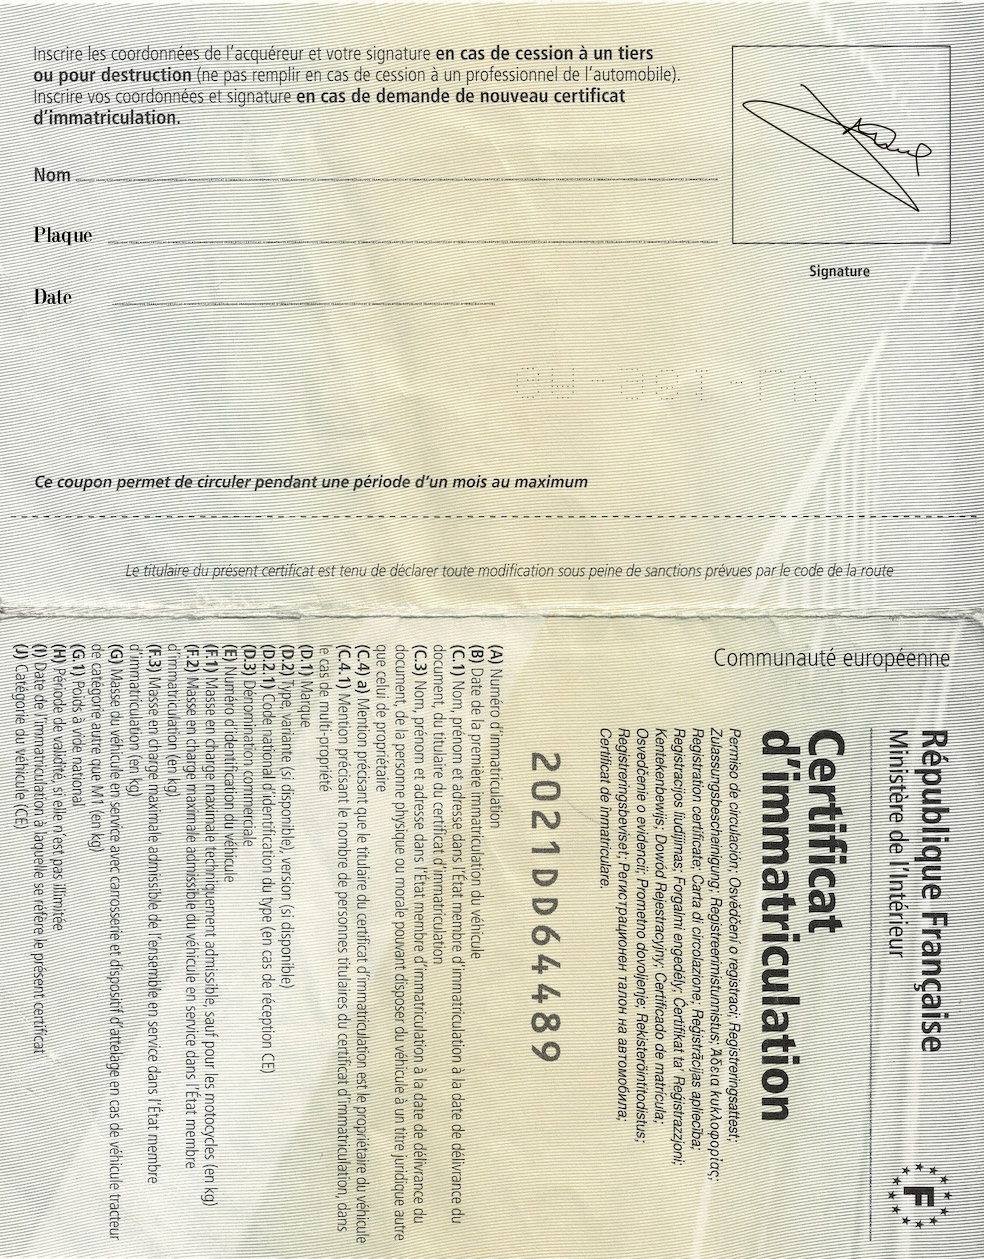 Inscrire les coordonnées de l'acquéreur et votre signature en cas de cession à un tiers
ou pour destruction (ne pas remplir en cas de cession à un professionnel de l'automobile).
Inscrire vos coordonnées et signature en cas de demande de nouveau certificat
d'immatriculation.
Nom
Plaque
Date
Signature
Ce coupon permet de circuler pendant une période d'un mois au maximum
Le titulaire du présent certificat est tenu de déclarer toute modification sous peine de sanctions prévues par le code de la route
Communauté européenne
République Française
Ministère de l'Intérieur
F
Certificat
d'immatriculation
Permiso de circulación; Osvědčení o registraci; Registreringsattest;
Zulassungsbescheinigung; Registreerimistunnistus; Άδεια κυκλοφορίας;
Registration certificate; Carta di circolazione; Reģistrācijas apliecība;
Registracijos liudijimas; Forgalmi engedély; Ċertifikat ta' Reġistrazzjoni;
Kentekenbewijs; Dowód Rejestracyjny; Certificado de matrícula;
Osvedčenie o evidencii; Prometno dovoljenje; Rekisteröintitodistus;
Registreringsbeviset; Регистрационен талон на автомобила;
Certificat de inmatriculare.
2021DD64489
(A) Numéro d'immatriculation
(B) Date de la première immatriculation du véhicule
(C.1) Nom, prénom et adresse dans l'État membre d'immatriculation à la date de délivrance du
document, du titulaire du certificat d'immatriculation
(C.3) Nom, prénom et adresse dans l'État membre d'immatriculation à la date de délivrance du
document, de la personne physique ou morale pouvant disposer du véhicule à un titre juridique autre
que celui de propriétaire
(C.4) a) Mention précisant que le titulaire du certificat d'immatriculation est le propriétaire du véhicule
(C.4.1) Mention précisant le nombre de personnes titulaires du certificat d'immatriculation, dans
le cas de multi-propriété
(D.1) Marque
(D.2) Type, variante (si disponible), version (si disponible)
(D.2.1) Code national d'identification du type (en cas de réception CE)
(D.3) Dénomination commerciale
(E) Numéro d'identification du véhicule
(F.1) Masse en charge maximale techniquement admissible, sauf pour les motocycles (en kg)
(F.2) Masse en charge maximale admissible du véhicule en service dans l'État membre
d'immatriculation (en kg)
(F.3) Masse en charge maximale admissible de l'ensemble en service dans l'État membre
d'immatriculation (en kg)
(G) Masse du véhicule en service avec carrosserie et dispositif d'attelage en cas de véhicule tracteur
de catégorie autre que M1 (en kg)
(G.1) Poids à vide national
(H) Période de validité, si elle n'est pas illimitée
(I) Date de l'immatriculation à laquelle se réfère le présent certificat
(J) Catégorie du véhicule (CE)